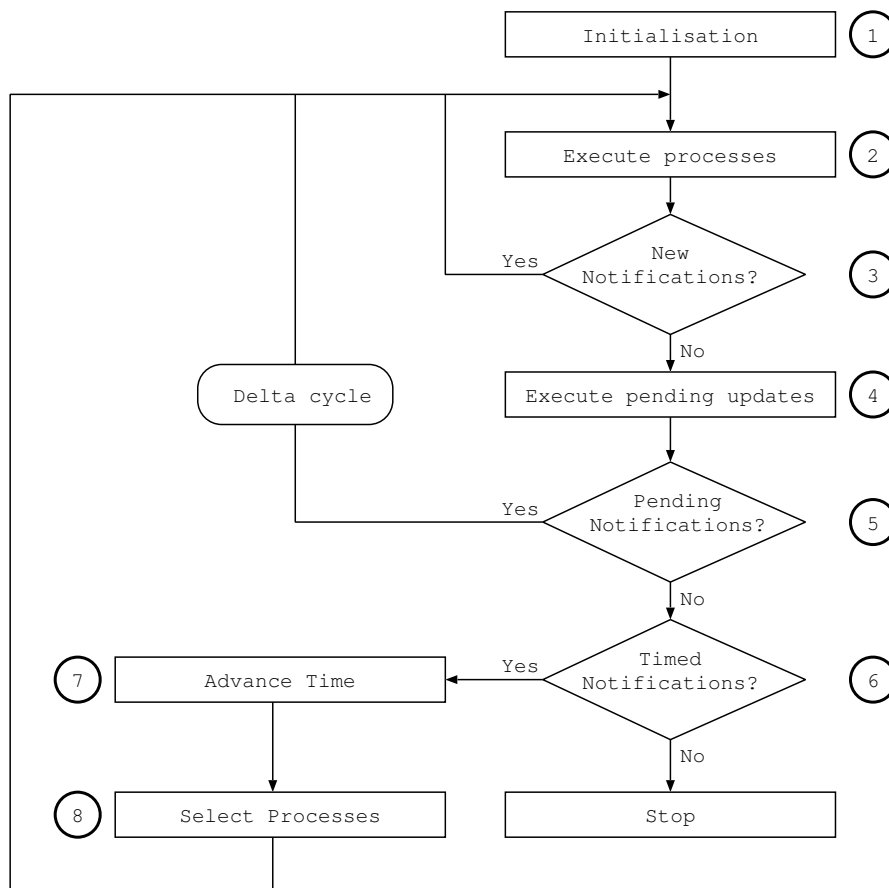 Initialisation
1
Execute processes
2
New
Notifications?
Yes
3
No
Delta cycle
Execute pending updates
4
Pending
Notifications?
Yes
5
No
7
Advance Time
Yes
Timed
Notifications?
6
No
8
Select Processes
Stop